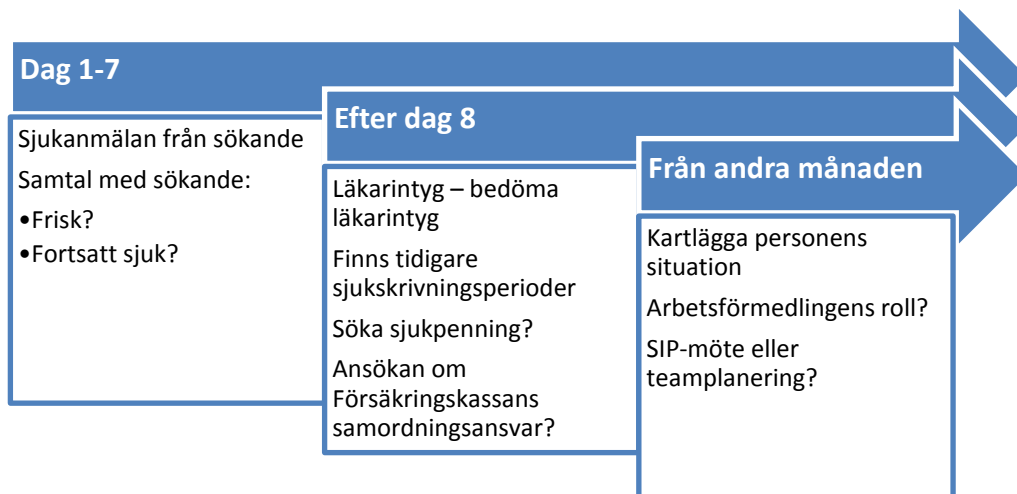 Dag 1-7
Sjukanmälan från sökande
Samtal med sökande:
•Frisk?
•Fortsatt sjuk?
Efter dag 8
Läkarintyg – bedöma
läkarintyg
Finns tidigare
sjukskrivningsperioder
Söka sjukpenning?
Ansökan om
Försäkringskassans
samordningsansvar?
Från andra månaden
Kartlägga personens
situation
Arbetsförmedlingens roll?
SIP-möte eller
teamplanering?